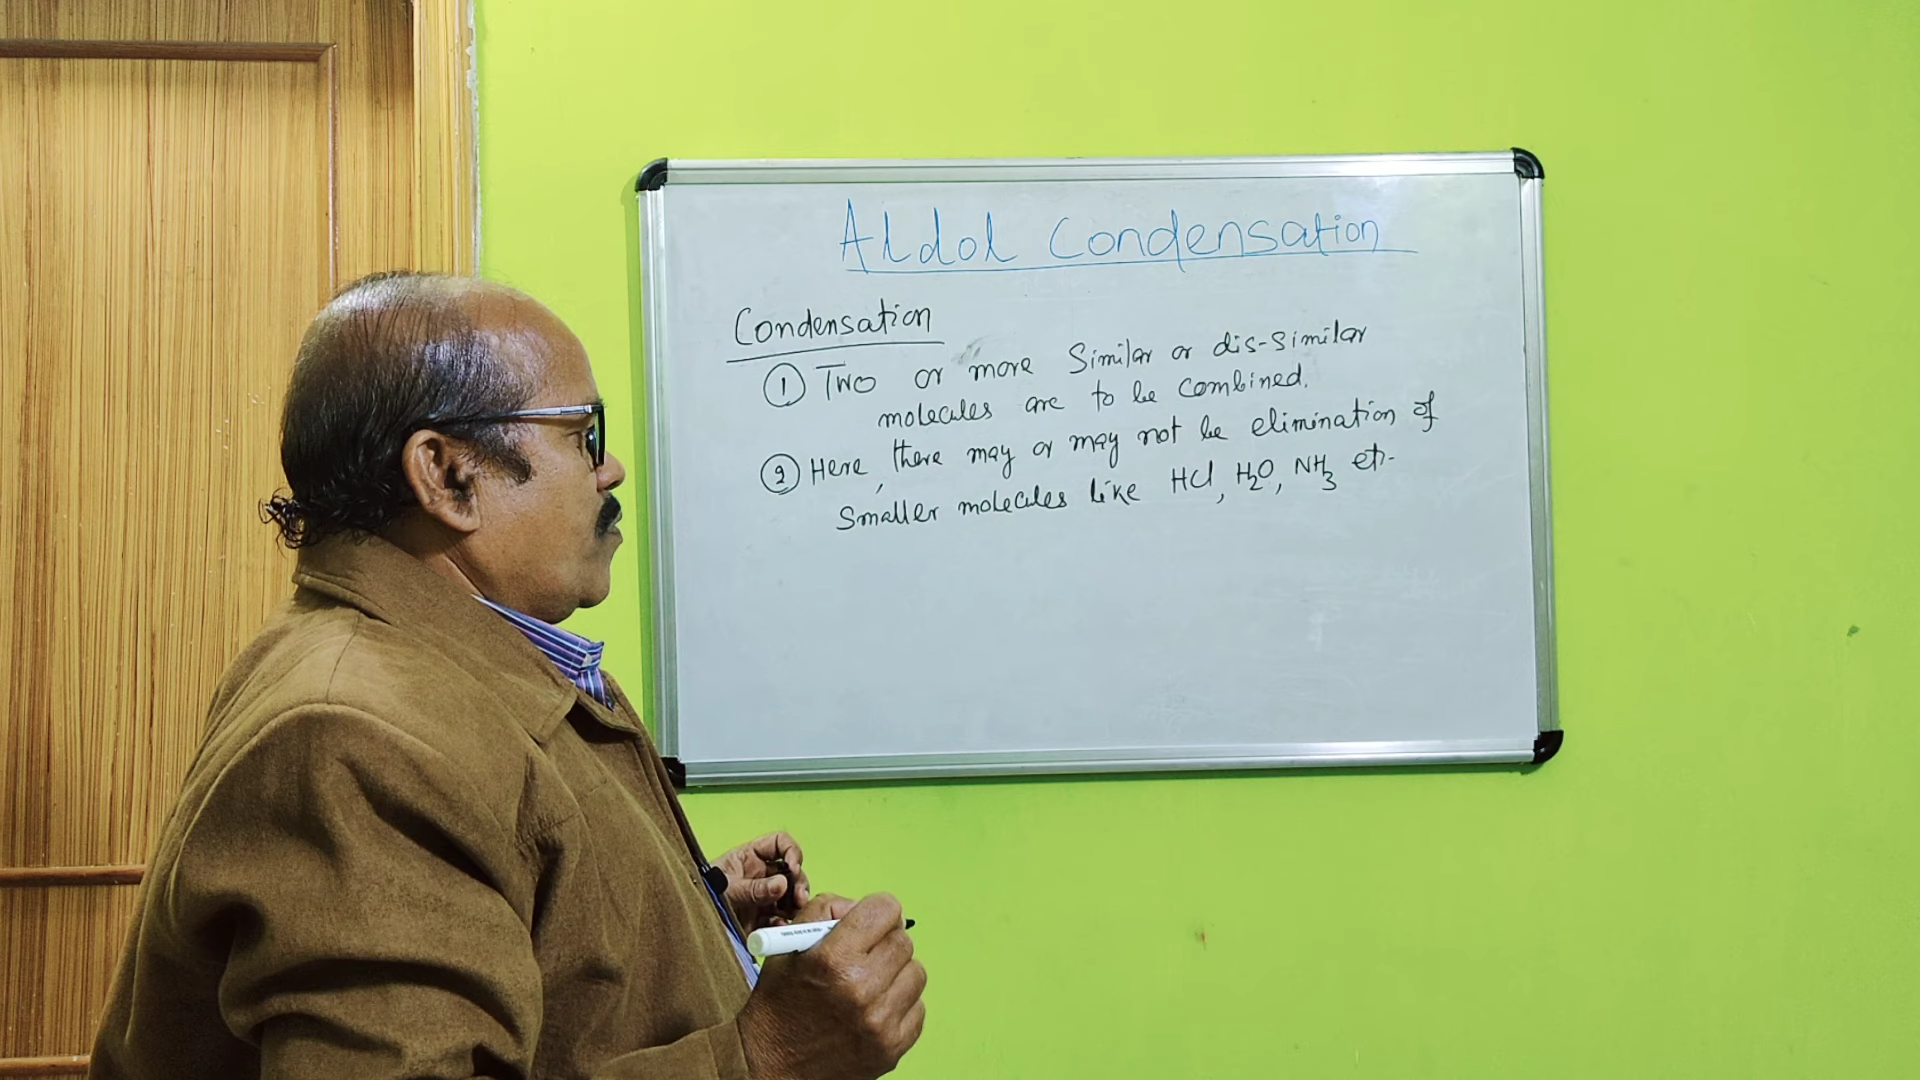 Aldol Condensation
Condensation
① Two or more Similar or dis-similar
molecules are to be combined.
② Here, there may or may not be elimination of
Smaller molecules like HCl, H₂O, NH₃ etc.